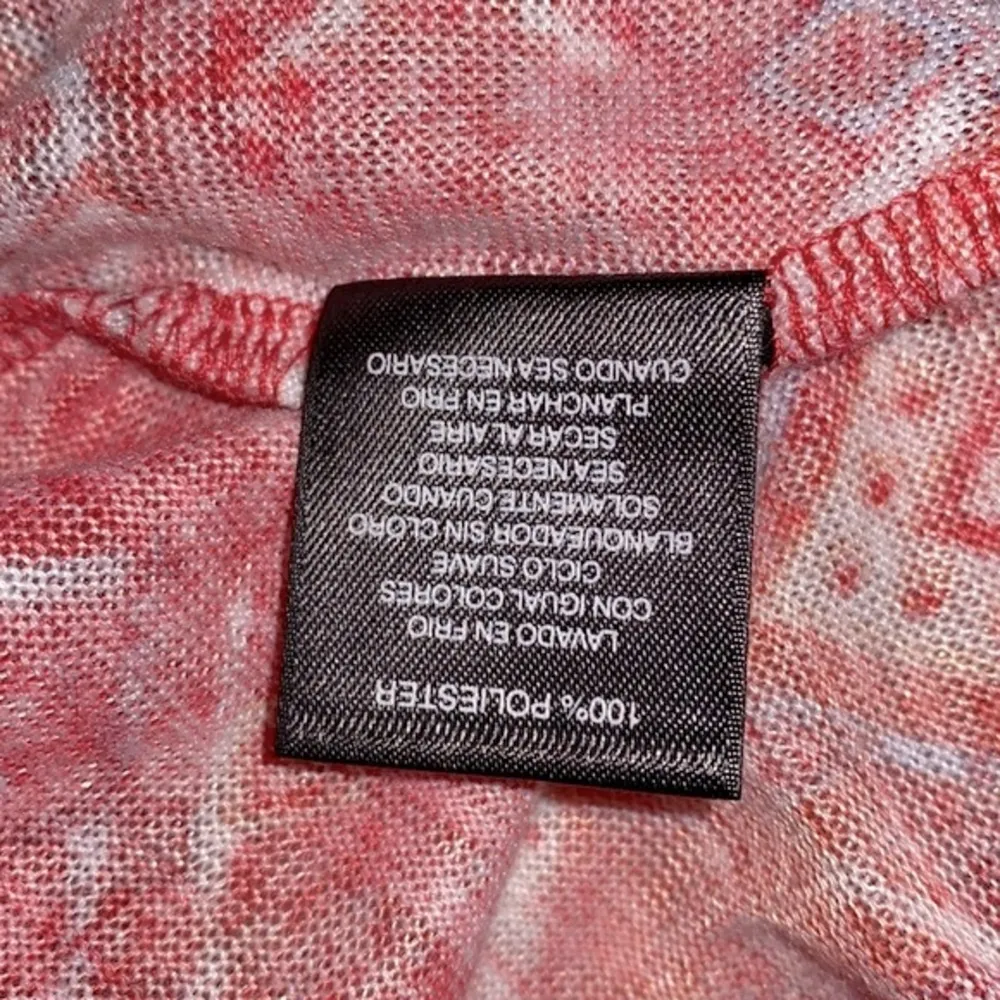 100% POLIESTER
LAVADO EN FRIO
CON IGUAL COLORES
CICLO SUAVE
BLANQUEADOR SIN CLORO
SOLAMENTE CUANDO
SEA NECESARIO
SECAR AL AIRE
PLANCHAR EN FRIO
CUANDO SEA NECESARIO